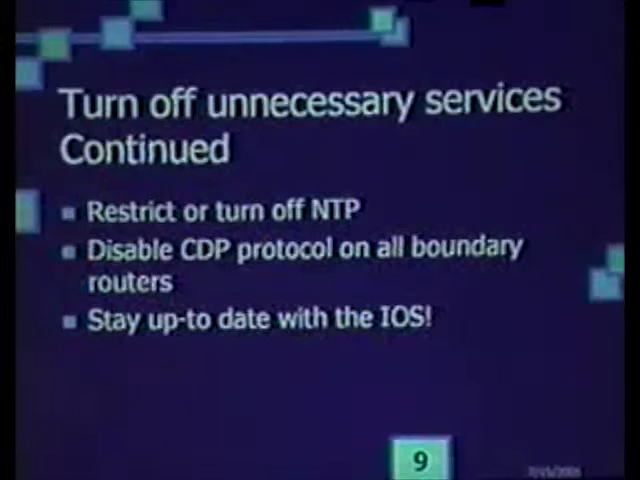 Turn off unnecessary services
Continued
Restrict or turn off NTP
Disable CDP protocol on all boundary
routers
Stay up-to date with the IOS!
9